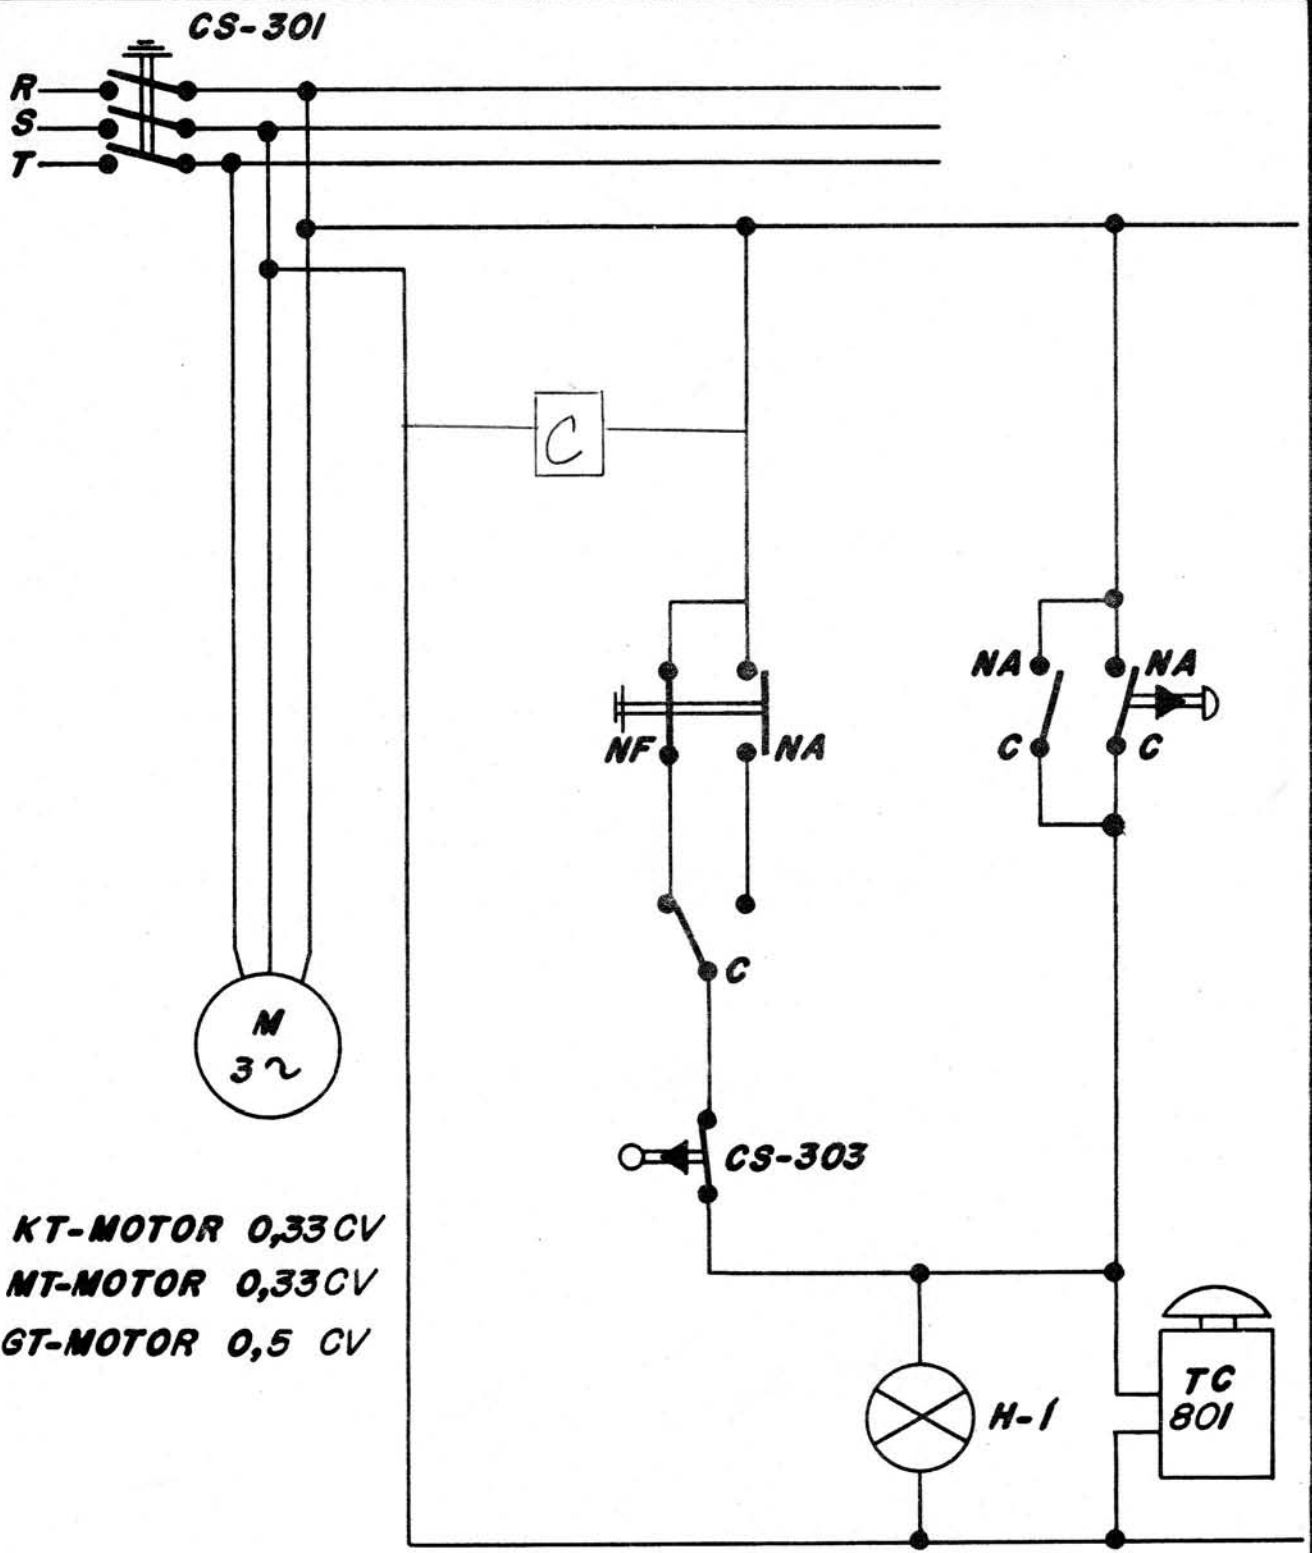 CS-301
R
S
T
C
NA
NA
NF
NA
C
C
C
M
3~
CS-303
KT-MOTOR 0,33 CV
MT-MOTOR 0,33 CV
GT-MOTOR 0,5 CV
TC
801
H-1